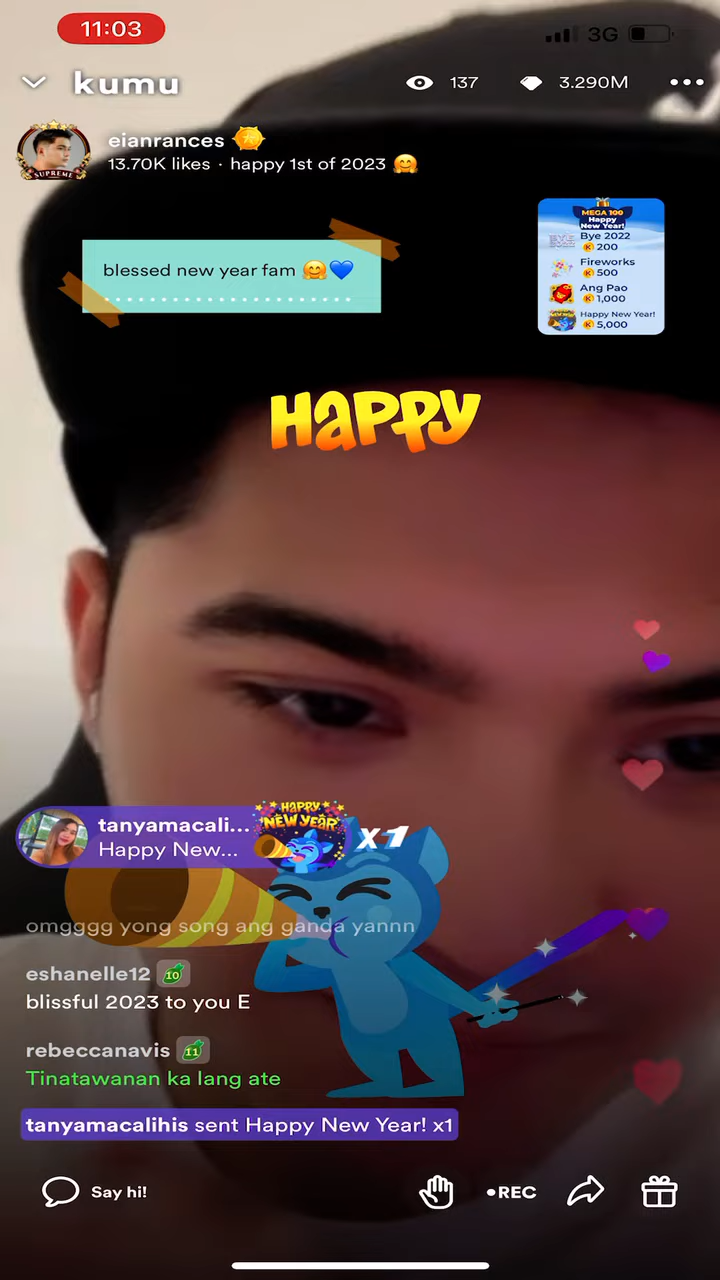 11:03
3G
kumu
137
3.290M
eianrances
13.70K likes · happy 1st of 2023 🤗
SUPREME
blessed new year fam 🤗💙
MEGA 100
Happy
New Year!
Bye 2022
200
Fireworks
500
Ang Pao
1,000
Happy New Year!
5,000
HAPPY
tanyamacali...
Happy New...
HAPPY
NEW YEAR
x1
omgggg yong song ang ganda yannn
eshanelle12 10
blissful 2023 to you E
rebeccanavis 11
Tinatawanan ka lang ate
tanyamacalihis sent Happy New Year! x1
Say hi!
•REC